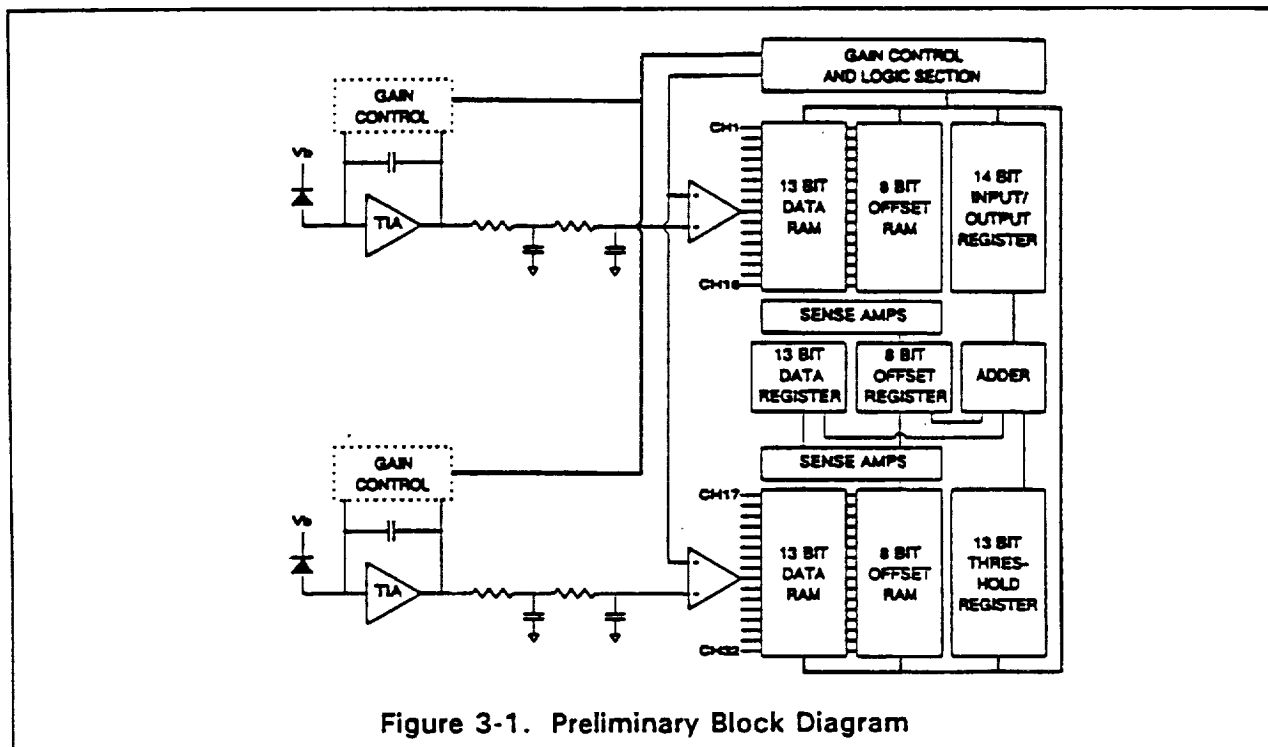 GAIN CONTROL
AND LOGIC SECTION
GAIN
CONTROL
Vb
TIA
CH1
CH16
13 BIT
DATA
RAM
8 BIT
OFFSET
RAM
14 BIT
INPUT/
OUTPUT
REGISTER
SENSE AMPS
13 BIT
DATA
REGISTER
8 BIT
OFFSET
REGISTER
ADDER
SENSE AMPS
GAIN
CONTROL
Vb
TIA
CH17
CH32
13 BIT
DATA
RAM
8 BIT
OFFSET
RAM
13 BIT
THRES-
HOLD
REGISTER
Figure 3-1. Preliminary Block Diagram